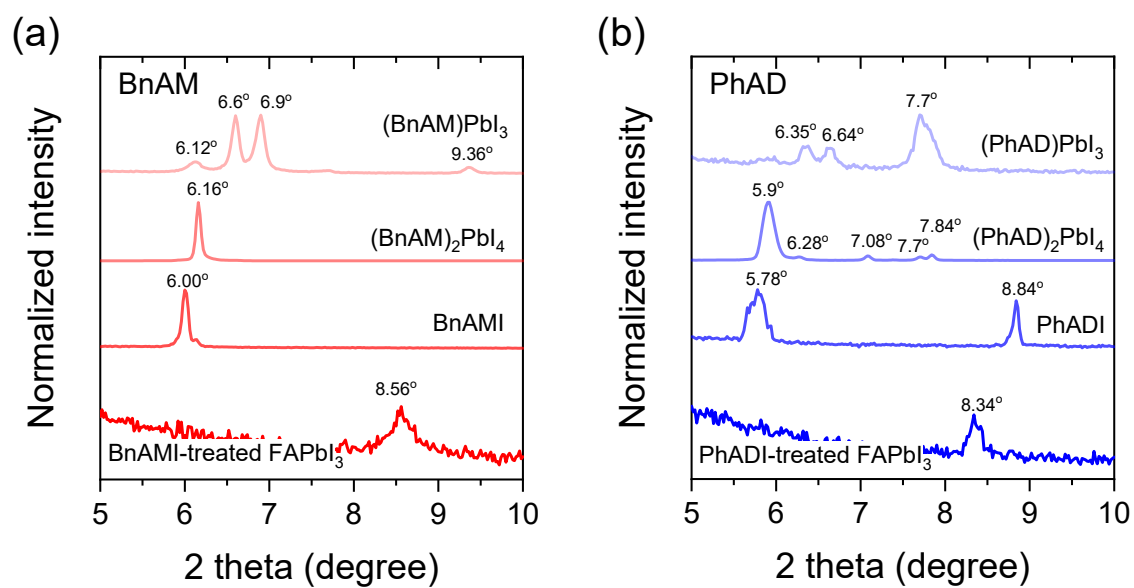 (a)
BnAM
6.6° 6.9°
(BnAM)PbI₃
6.12°
9.36°
6.16°
(BnAM)₂PbI₄
6.00°
BnAMI
8.56°
BnAMI-treated FAPbI₃
5 6 7 8 9 10
2 theta (degree)
Normalized intensity
(b)
PhAD
7.7°
6.35° 6.64°
(PhAD)PbI₃
5.9°
6.28° 7.08° 7.7° 7.84°
(PhAD)₂PbI₄
5.78°
8.84°
PhADI
8.34°
PhADI-treated FAPbI₃
5 6 7 8 9 10
2 theta (degree)
Normalized intensity